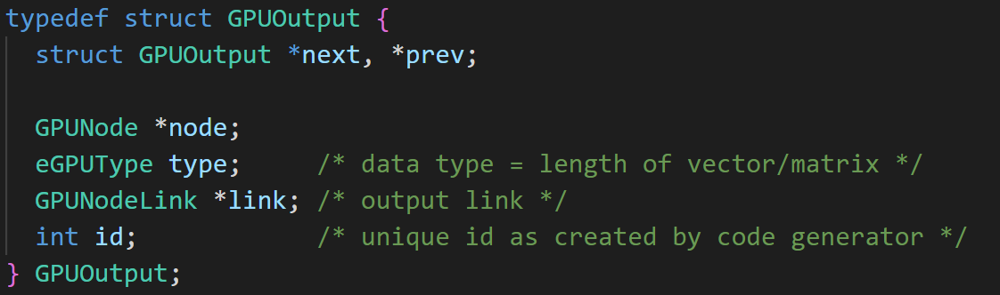 typedef struct GPUOutput {
  struct GPUOutput *next, *prev;

  GPUNode *node;
  eGPUType type;     /* data type = length of vector/matrix */
  GPUNodeLink *link; /* output link */
  int id;            /* unique id as created by code generator */
} GPUOutput;